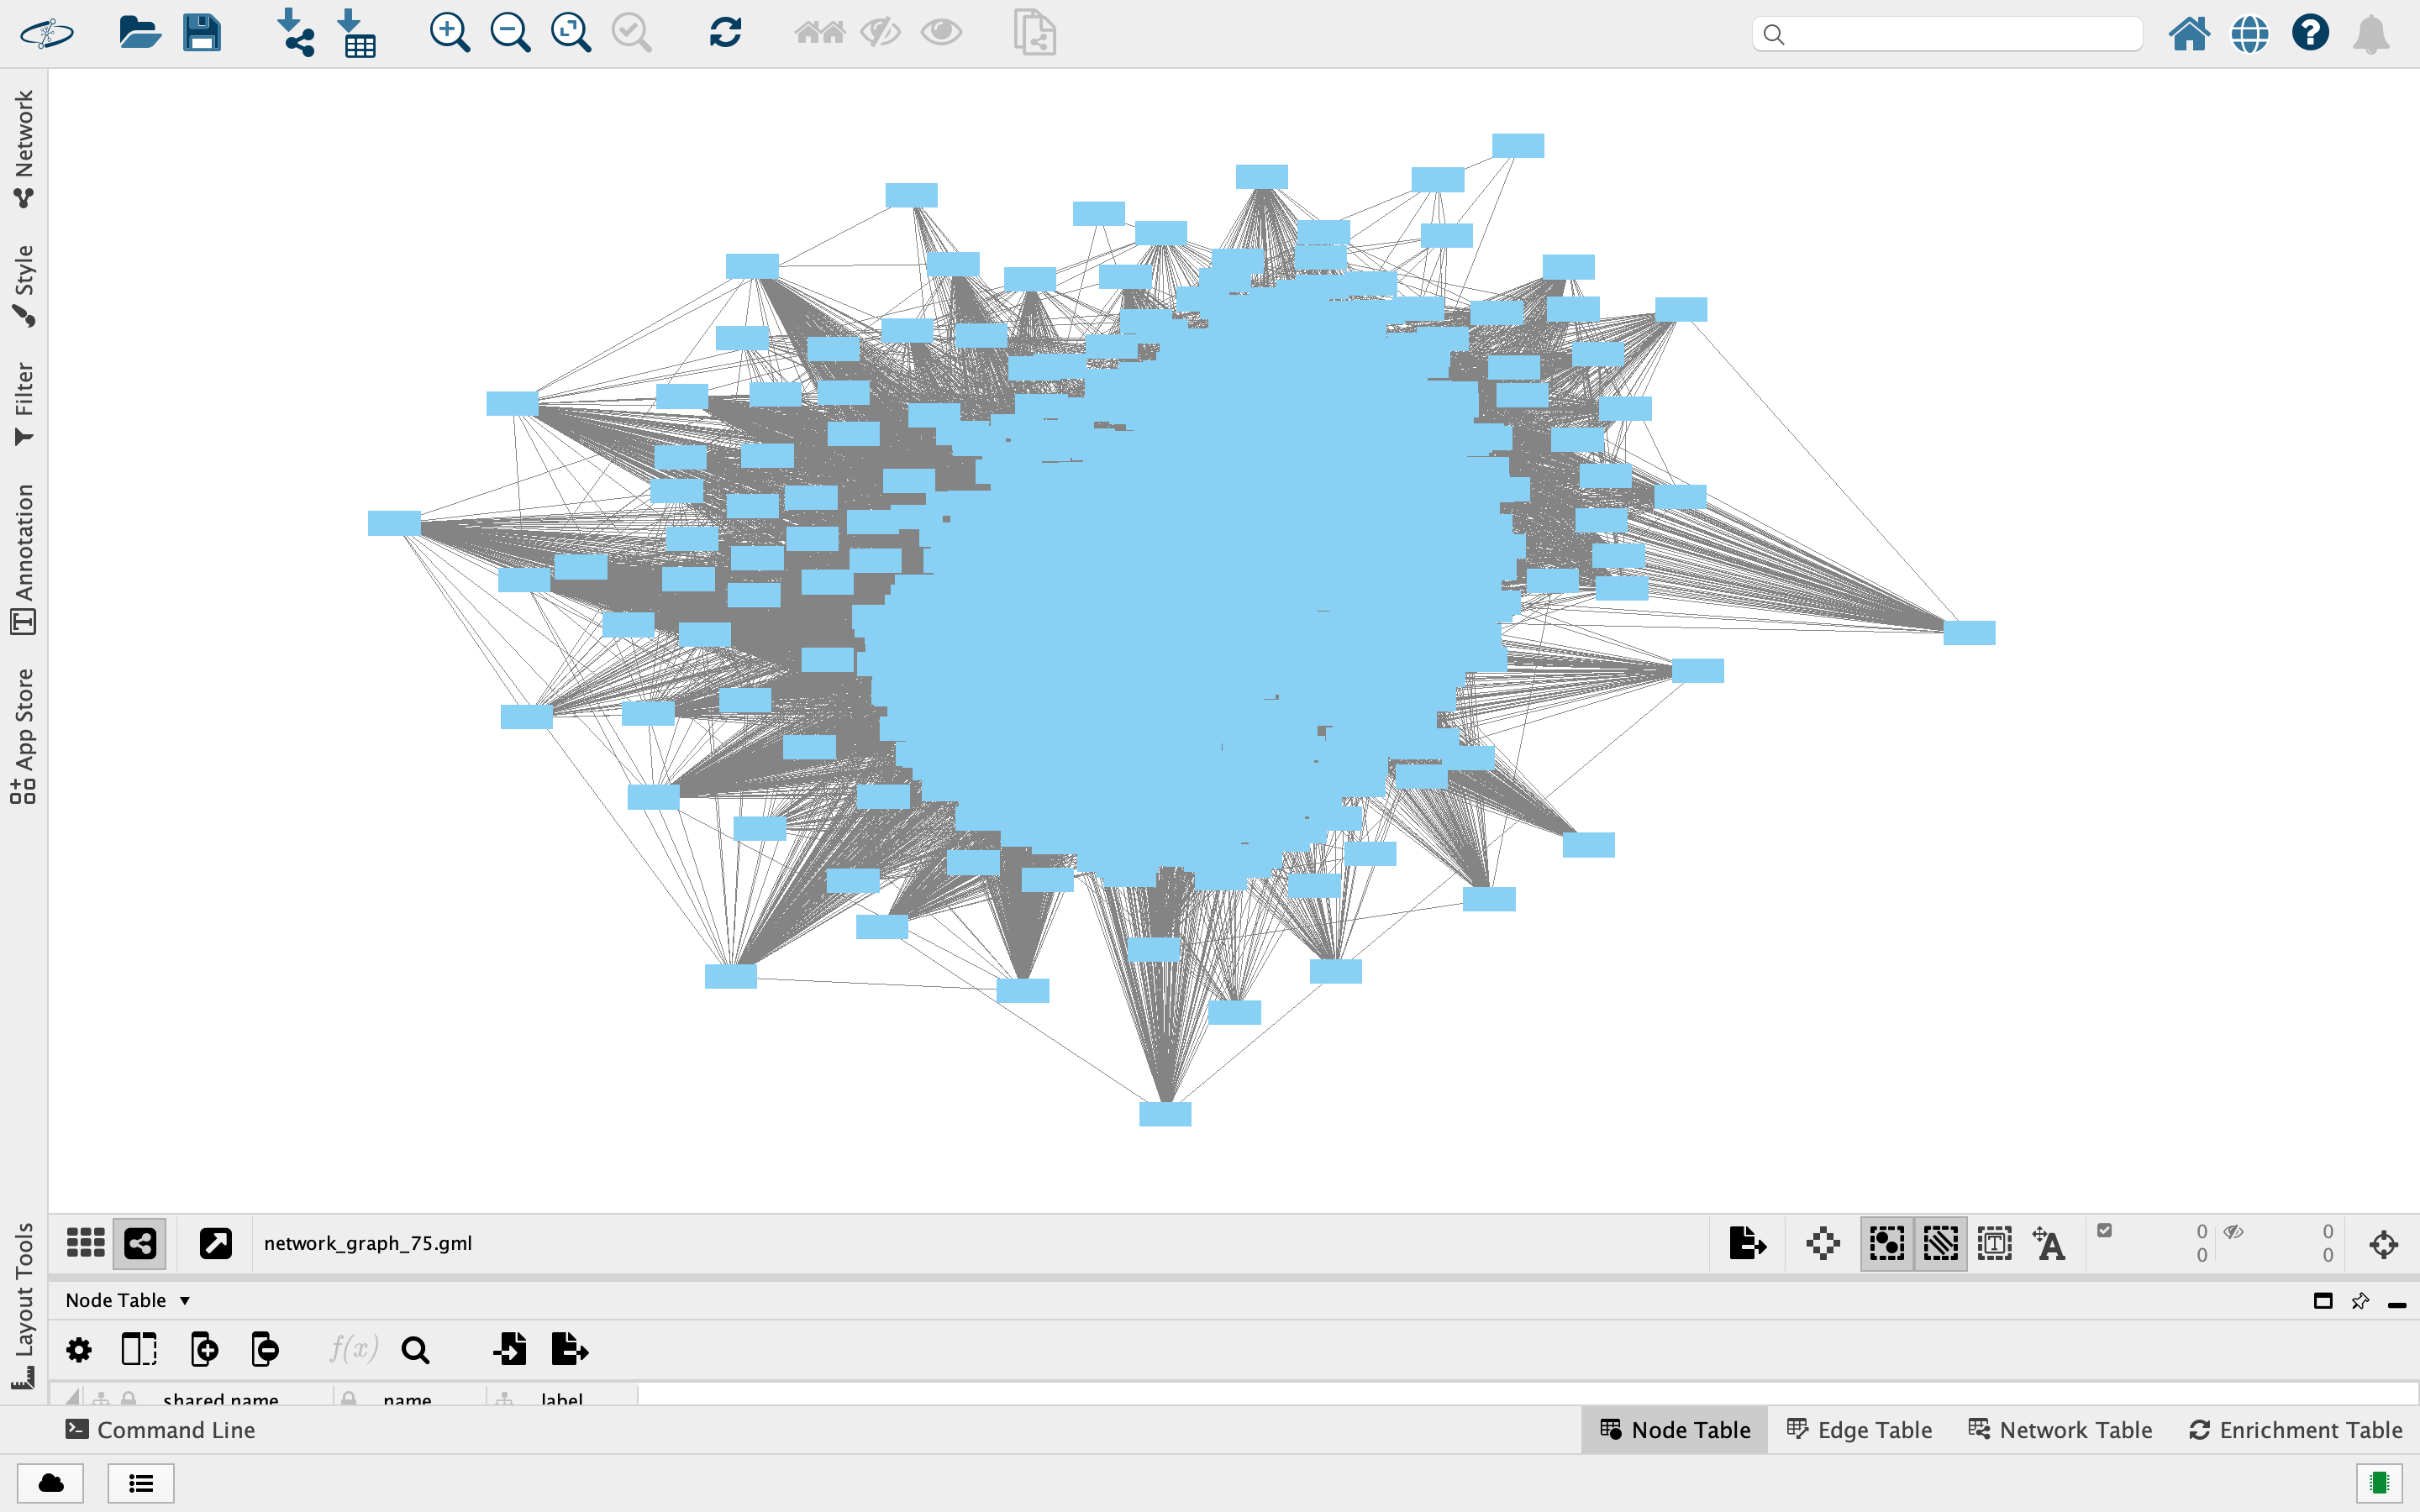 Network
Style
Filter
Annotation
App Store
Layout Tools
network_graph_75.gml
0
0
0
0
Node Table
f(x)
shared name
name
label
Command Line
Node Table
Edge Table
Network Table
Enrichment Table